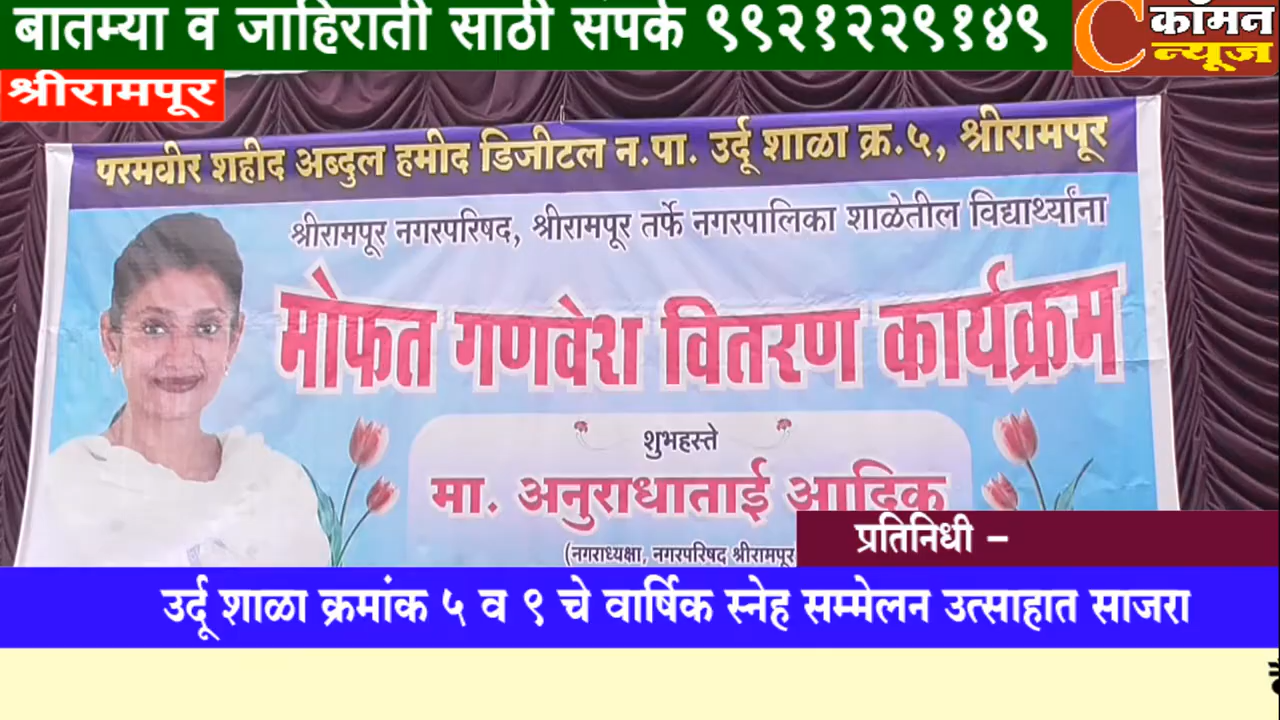 बातम्या व जाहिराती साठी संपर्क ९९२१२२९१४९
कॉमन
न्यूज
श्रीरामपूर
परमवीर शहीद अब्दुल हमीद डिजीटल न.पा. उर्दू शाळा क्र.५, श्रीरामपूर
श्रीरामपूर नगरपरिषद, श्रीरामपूर तर्फे नगरपालिका शाळेतील विद्यार्थ्यांना
मोफत गणवेश वितरण कार्यक्रम
शुभहस्ते
मा. अनुराधाताई आदिक
(नगराध्यक्षा, नगरपरिषद श्रीरामपूर
प्रतिनिधी –
उर्दू शाळा क्रमांक ५ व ९ चे वार्षिक स्नेह सम्मेलन उत्साहात साजरा